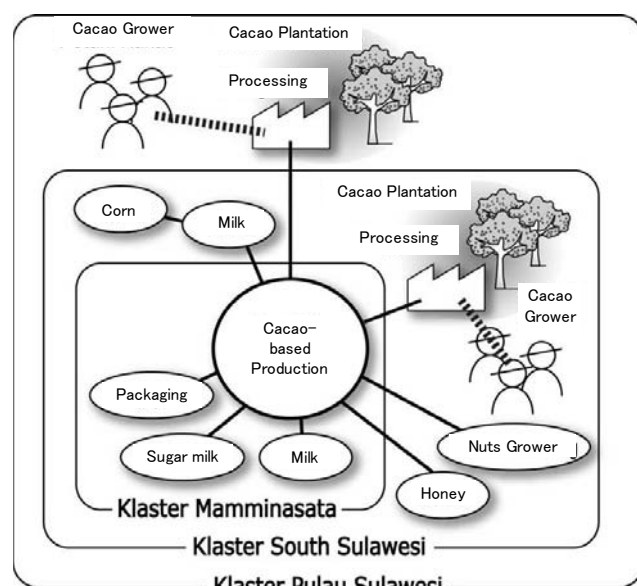 Cacao Grower
Cacao Plantation
Processing
Cacao Plantation
Corn
Milk
Processing
Cacao
Grower
Cacao-
based
Production
Packaging
Sugar milk
Milk
Nuts Grower
Honey
Klaster Mamminasata
Klaster South Sulawesi
Klaster Pulau Sulawesi